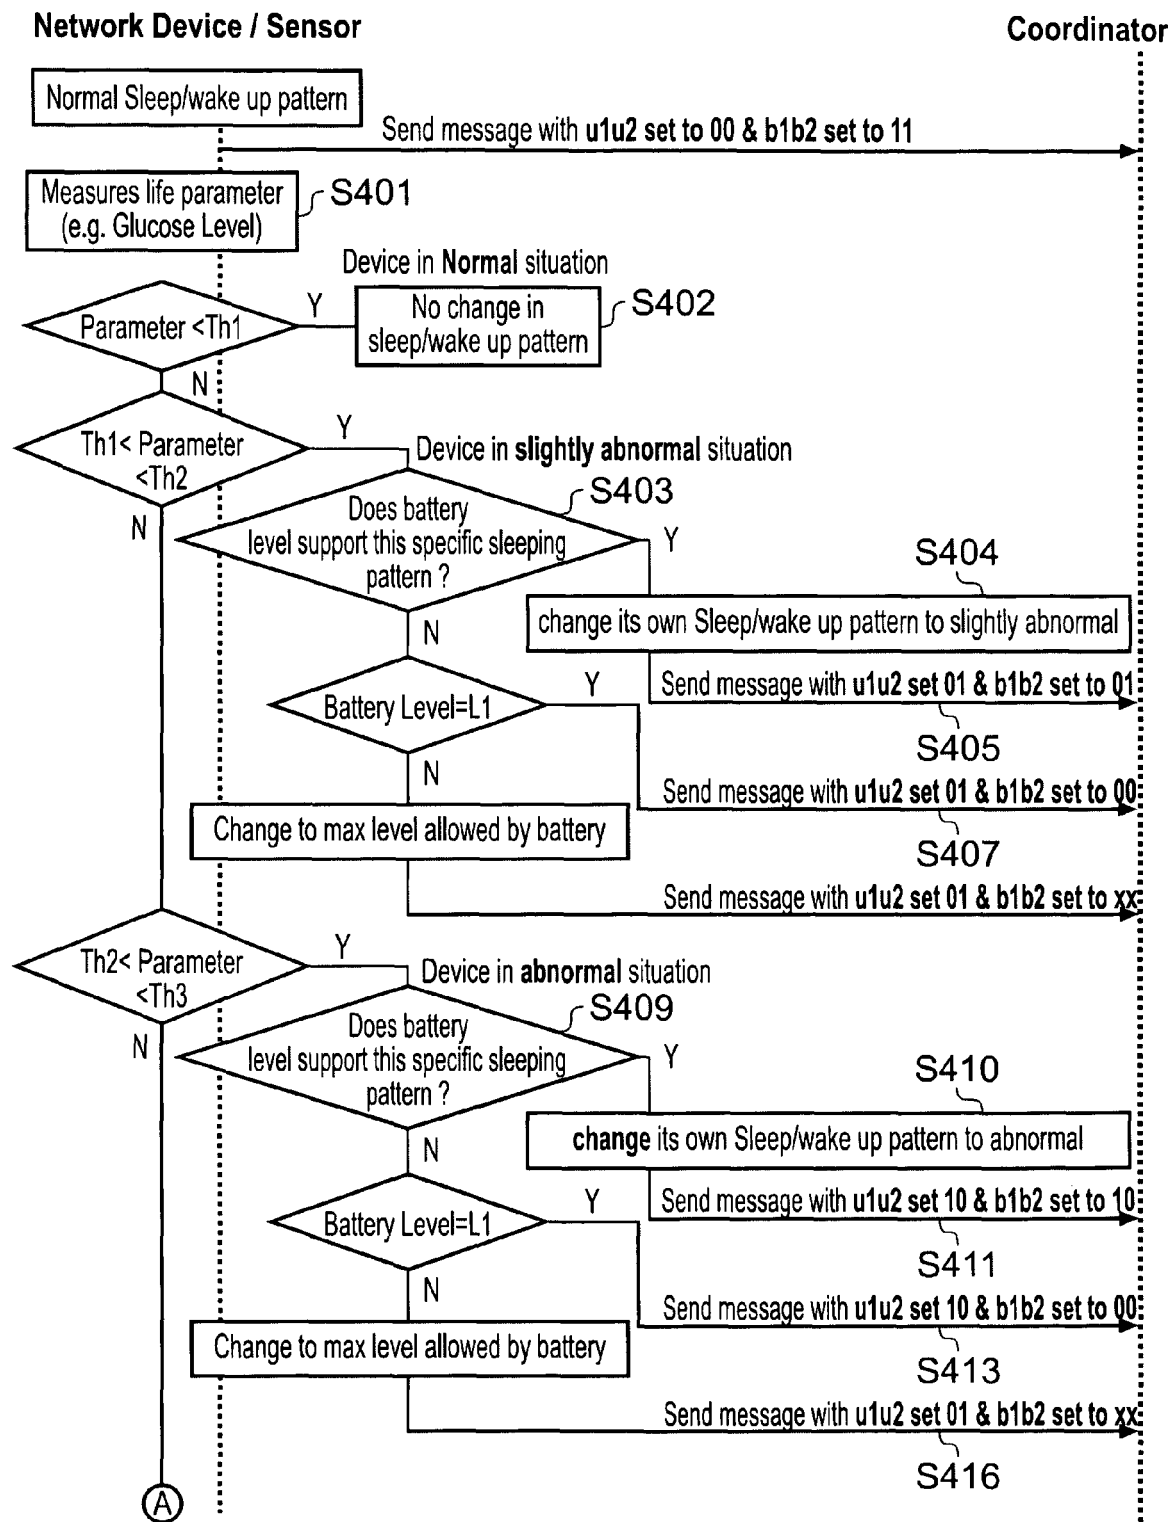 Network Device / Sensor
Coordinator
Normal Sleep/wake up pattern
Send message with u1u2 set to 00 & b1b2 set to 11
Measures life parameter
(e.g. Glucose Level)
S401
Device in Normal situation
Parameter <Th1
Y
No change in
sleep/wake up pattern
S402
N
Th1< Parameter
<Th2
Y
Device in slightly abnormal situation
N
Does battery
level support this specific sleeping
pattern ?
S403
Y
S404
change its own Sleep/wake up pattern to slightly abnormal
N
Send message with u1u2 set 01 & b1b2 set to 01
S405
Battery Level=L1
Y
N
Send message with u1u2 set 01 & b1b2 set to 00
S407
Change to max level allowed by battery
Send message with u1u2 set 01 & b1b2 set to xx
Th2< Parameter
<Th3
Y
Device in abnormal situation
N
Does battery
level support this specific sleeping
pattern ?
S409
Y
S410
change its own Sleep/wake up pattern to abnormal
N
Send message with u1u2 set 10 & b1b2 set to 10
S411
Battery Level=L1
Y
N
Send message with u1u2 set 10 & b1b2 set to 00
S413
Change to max level allowed by battery
Send message with u1u2 set 01 & b1b2 set to xx
S416
A